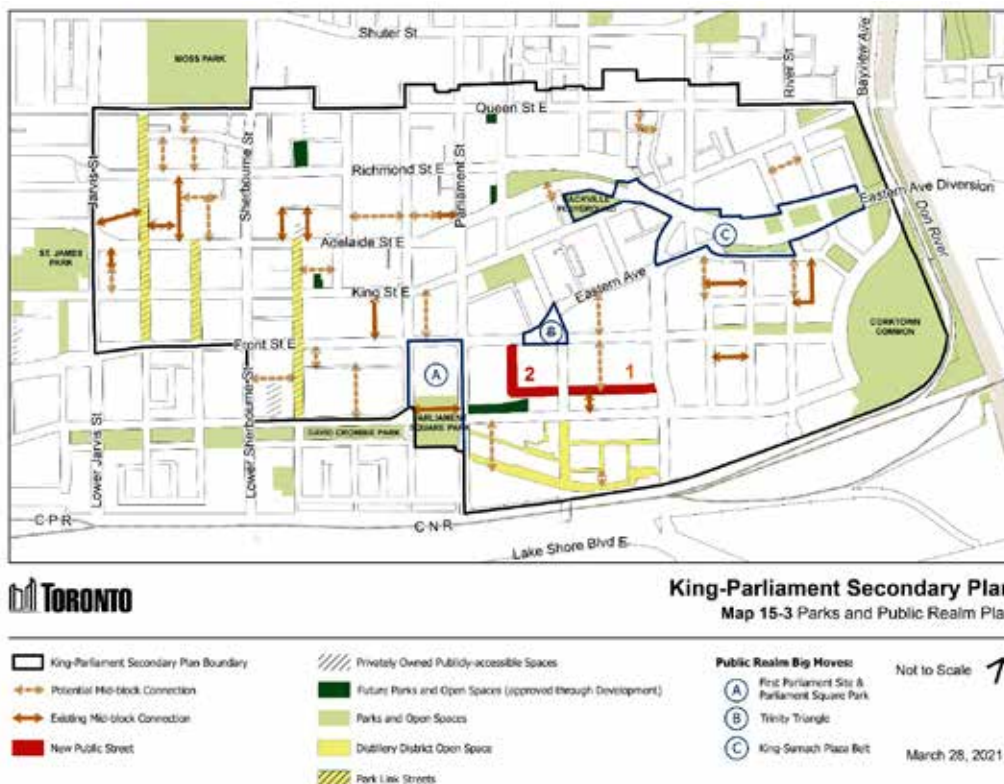 Shuter St
MOSS PARK
River St
Bayview Ave
Queen St E
Jarvis St
Sherbourne St
Parliament St
Richmond St E
Eastern Ave Diversion
Don River
Adelaide St E
ST. JAMES
PARK
C
King St E
Eastern Ave
CORKTOWN
COMMON
Front St E
B
A
2
1
PARLIAMENT
SQUARE PARK
DAVID CROMBIE PARK
Lower Jarvis St
Lower Sherbourne St
C P R
C N R
Lake Shore Blvd E
TORONTO
King-Parliament Secondary Plan
Map 15-3 Parks and Public Realm Pla
King-Parliament Secondary Plan Boundary
Potential Mid-block Connection
Existing Mid-block Connection
New Public Street
Privately Owned Publicly-accessible Spaces
Future Parks and Open Spaces (approved through Development)
Parks and Open Spaces
Distillery District Open Space
Park Link Streets
Public Realm Big Moves:
A First Parliament Site &
Parliament Square Park
B Trinity Triangle
C King-Sumach Plaza Belt
Not to Scale
March 28, 2021